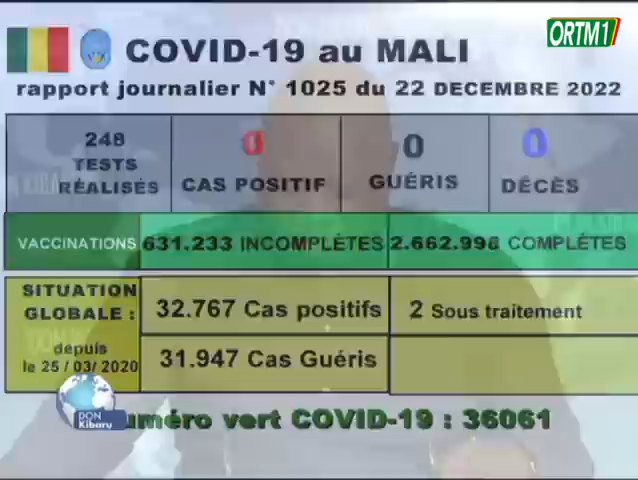 ORTM1
COVID-19 au MALI
rapport journalier N° 1025 du 22 DECEMBRE 2022
248 TESTS RÉALISÉS
0 CAS POSITIF
0 GUÉRIS
0 DÉCÈS
VACCINATIONS 631.233 INCOMPLÈTES 2.662.996 COMPLÈTES
SITUATION GLOBALE :
depuis
le 25/03/2020
32.767 Cas positifs
2 Sous traitement
31.947 Cas Guéris
DON
Kibaru
uméro vert COVID-19 : 36061